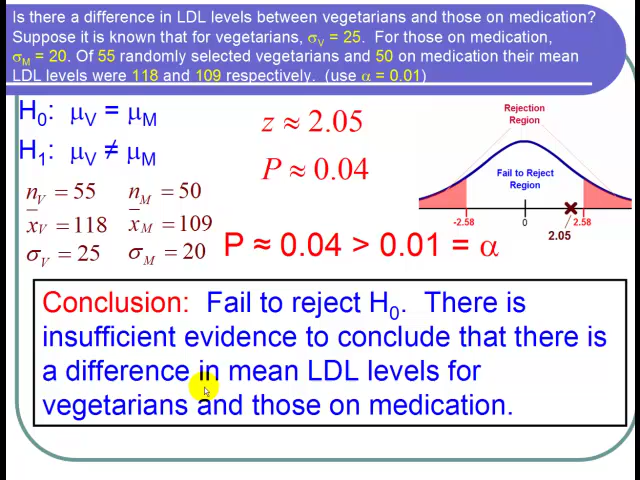 Is there a difference in LDL levels between vegetarians and those on medication?
Suppose it is known that for vegetarians, σV = 25.  For those on medication,
σM = 20. Of 55 randomly selected vegetarians and 50 on medication their mean
LDL levels were 118 and 109 respectively.  (use α = 0.01)
H0:  μV = μM
H1:  μV ≠ μM
z ≈ 2.05
P ≈ 0.04
nV = 55
nM = 50
x̄V = 118
x̄M = 109
σV = 25
σM = 20
Rejection
Region
Fail to Reject
Region
-2.58
0
2.58
2.05
P ≈ 0.04 > 0.01 = α
Conclusion:  Fail to reject H0.  There is
insufficient evidence to conclude that there is
a difference in mean LDL levels for
vegetarians and those on medication.